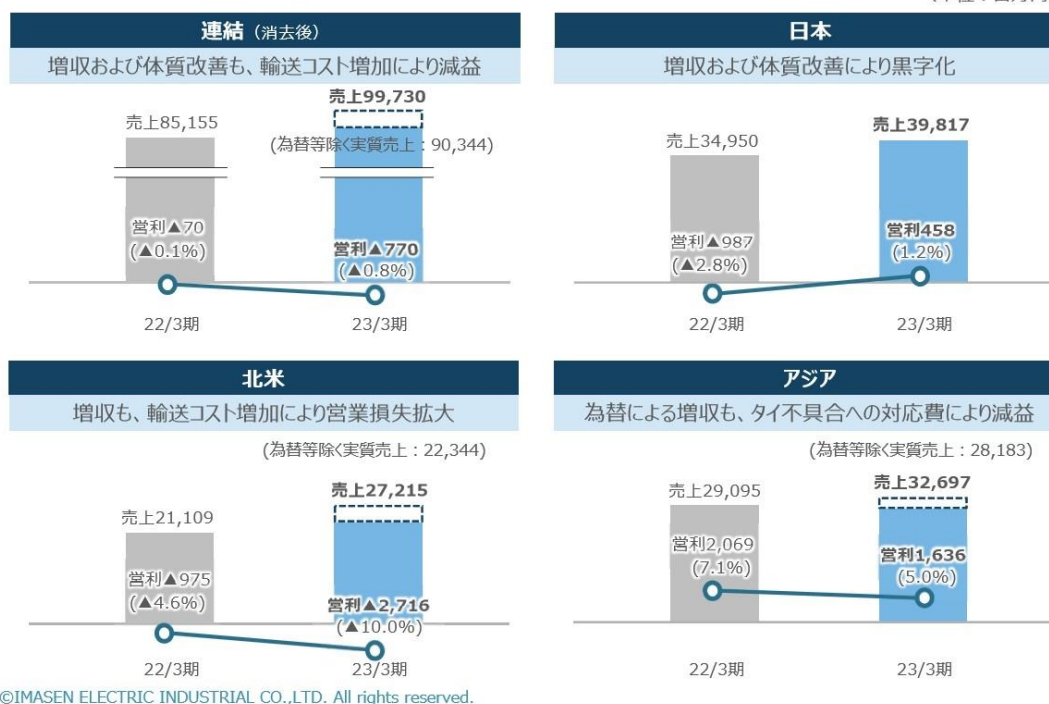 連結（消去後）
増収および体質改善も、輸送コスト増加により減益
売上85,155
売上99,730
(為替等除く実質売上：90,344)
営利▲70
(▲0.1%)
営利▲770
(▲0.8%)
22/3期
23/3期
日本
増収および体質改善により黒字化
売上34,950
売上39,817
営利▲987
(▲2.8%)
営利458
(1.2%)
22/3期
23/3期
北米
増収も、輸送コスト増加により営業損失拡大
(為替等除く実質売上：22,344)
売上21,109
売上27,215
営利▲975
(▲4.6%)
営利▲2,716
(▲10.0%)
22/3期
23/3期
アジア
為替による増収も、タイ不具合への対応費により減益
(為替等除く実質売上：28,183)
売上29,095
売上32,697
営利2,069
(7.1%)
営利1,636
(5.0%)
22/3期
23/3期
©IMASEN ELECTRIC INDUSTRIAL CO.,LTD. All rights reserved.